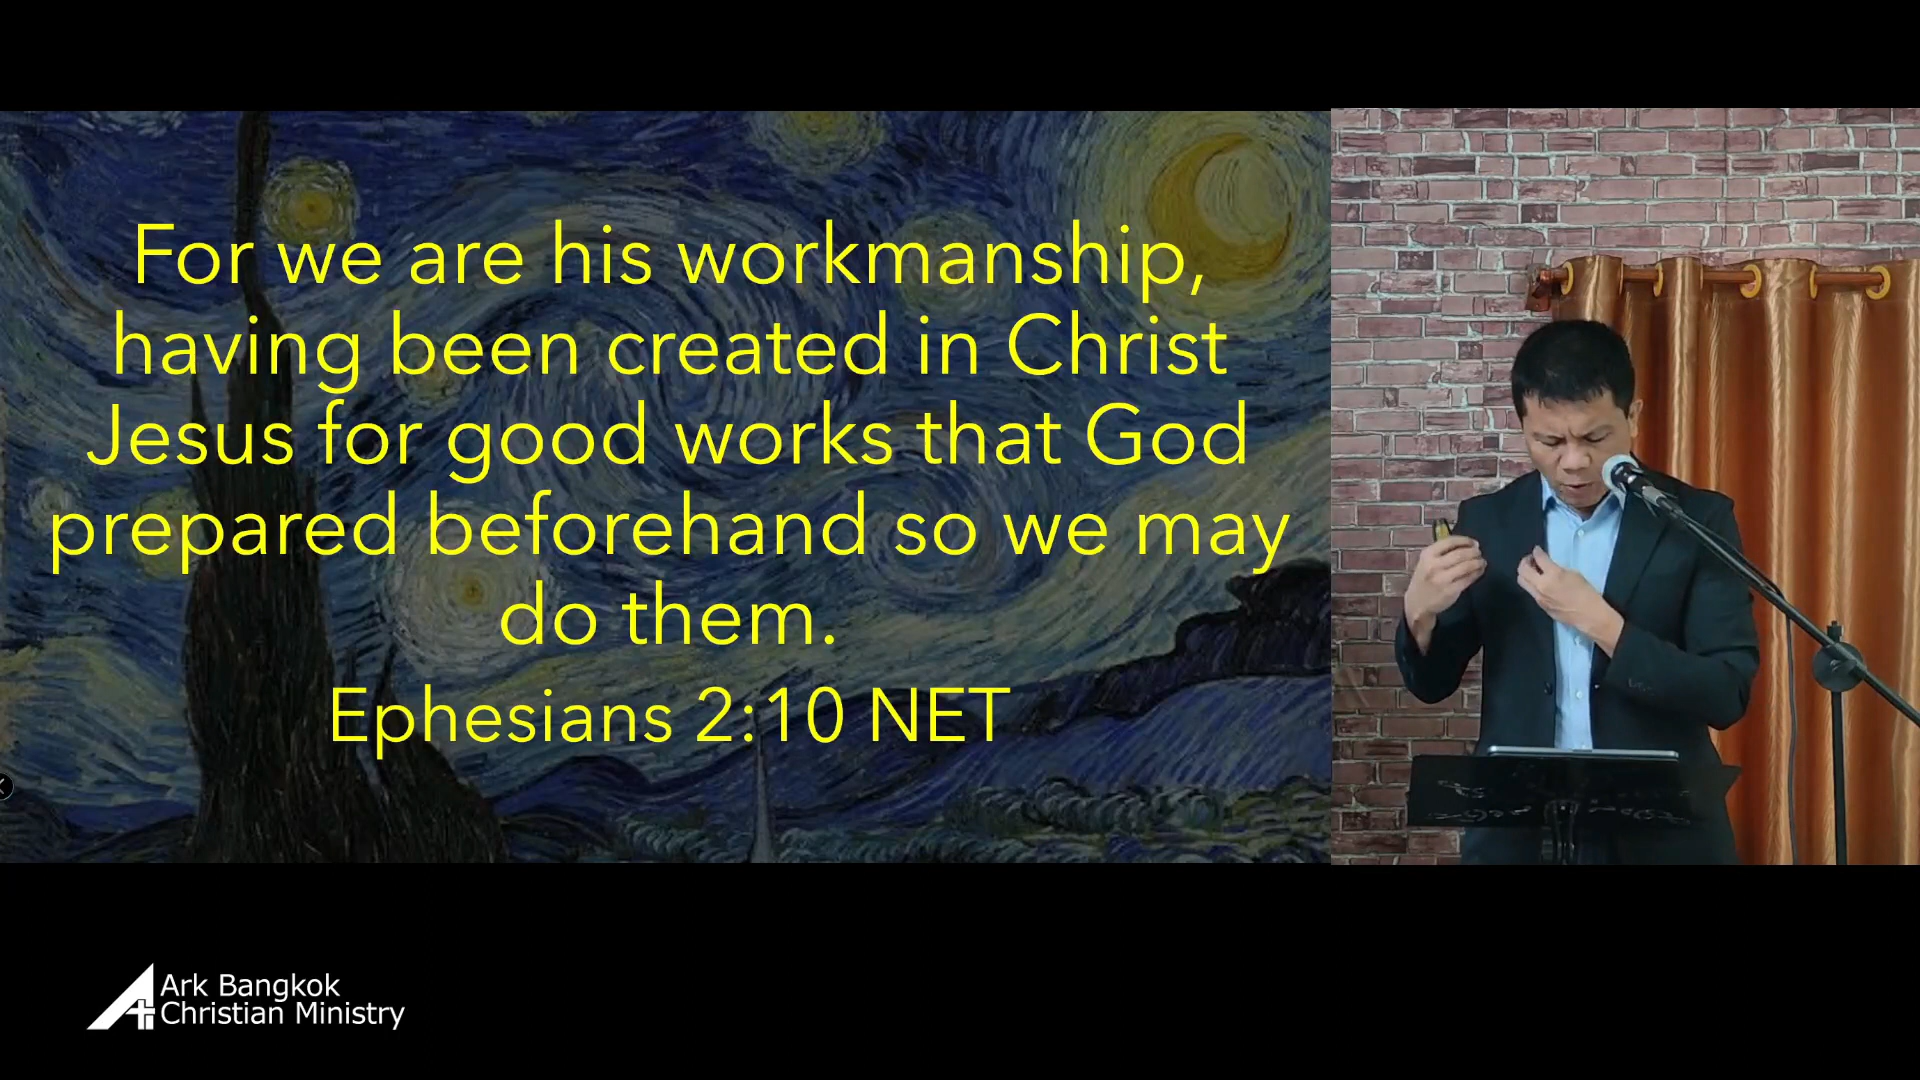 For we are his workmanship,
having been created in Christ
Jesus for good works that God
prepared beforehand so we may
do them.
Ephesians 2:10 NET
Ark Bangkok
Christian Ministry